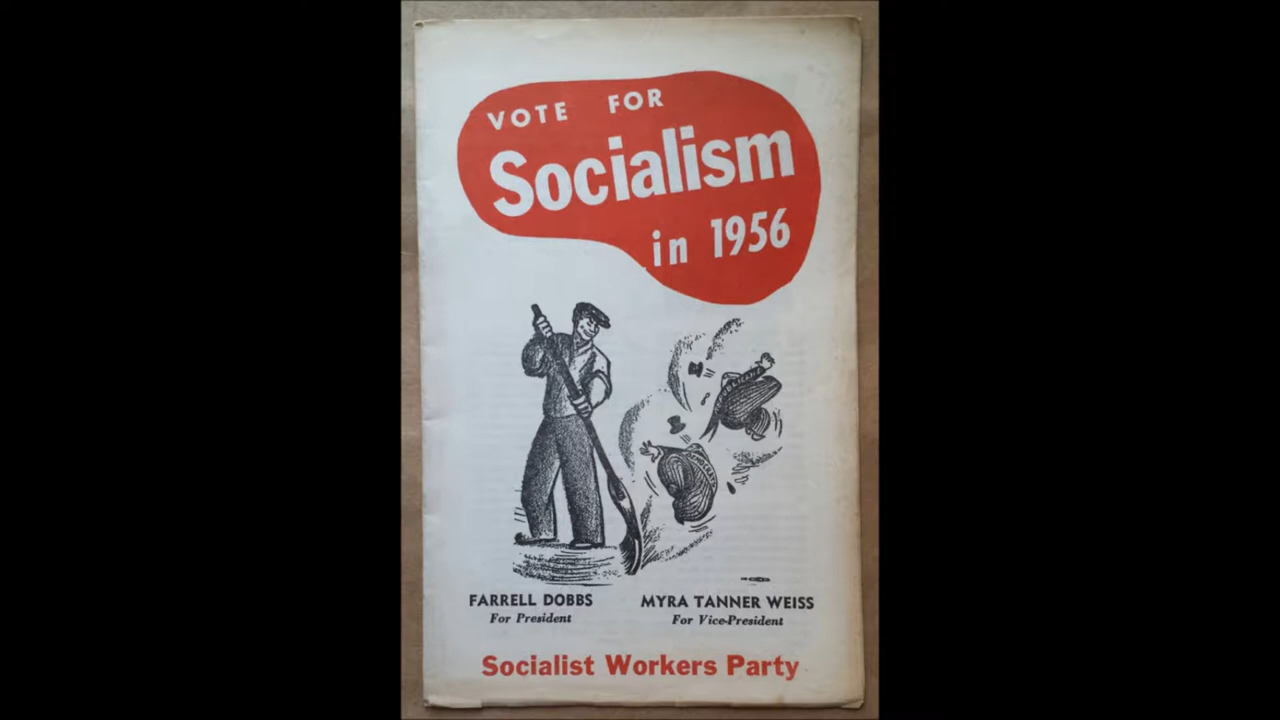 VOTE FOR
Socialism
in 1956
FARRELL DOBBS
For President
MYRA TANNER WEISS
For Vice-President
Socialist Workers Party